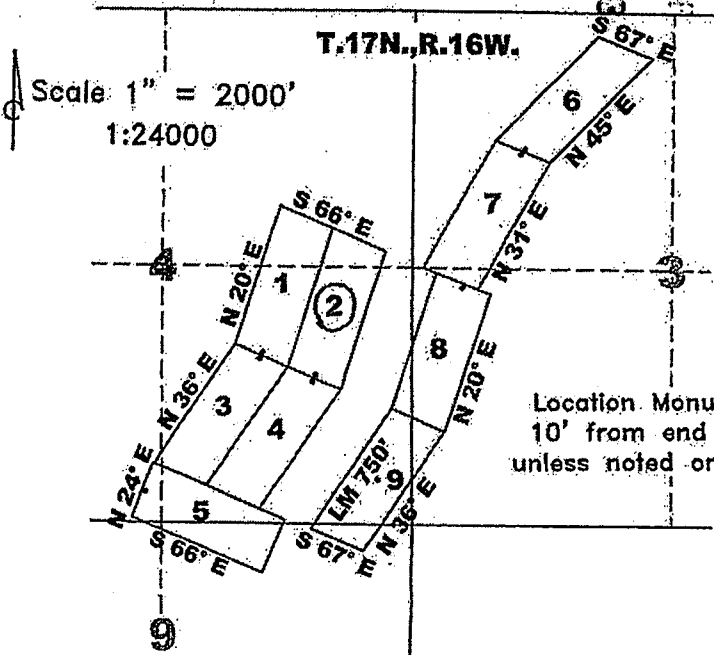 T.17N.,R.16W.
Scale 1" = 2000'
1:24000
S 67° E
6
N 45° E
7
N 31° E
S 66° E
4
N 20° E
1
2
3
8
N 20° E
N 36° E
3
4
Location Monu
10' from end
unless noted or
N 24° E
5
LM 750'
9
N 36° E
S 66° E
S 67° E
9